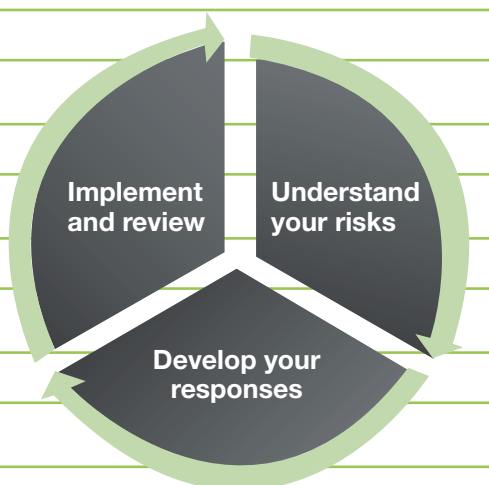 Implement
and review
Understand
your risks
Develop your
responses